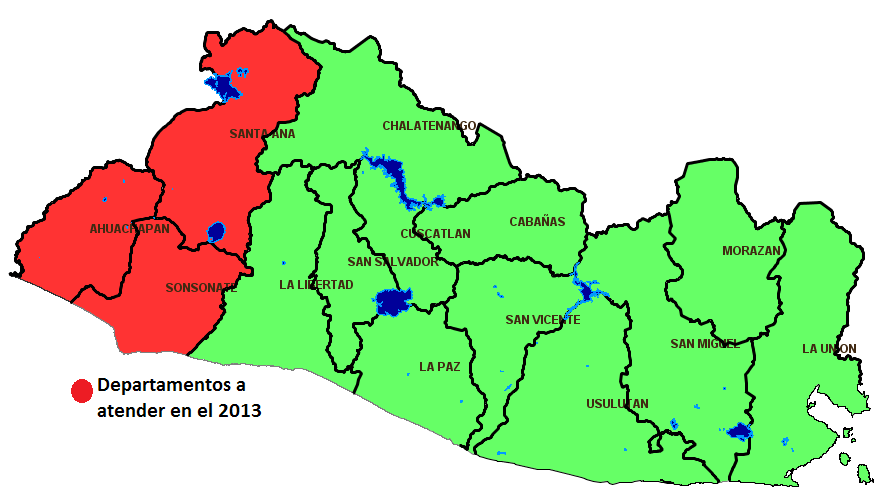 CHALATENANGO
SANTA ANA
CABAÑAS
AHUACHAPAN
CUSCATLAN
MORAZAN
SAN SALVADOR
SONSONATE
LA LIBERTAD
SAN VICENTE
SAN MIGUEL
LA UNION
LA PAZ
USULUTAN
Departamentos a
atender en el 2013